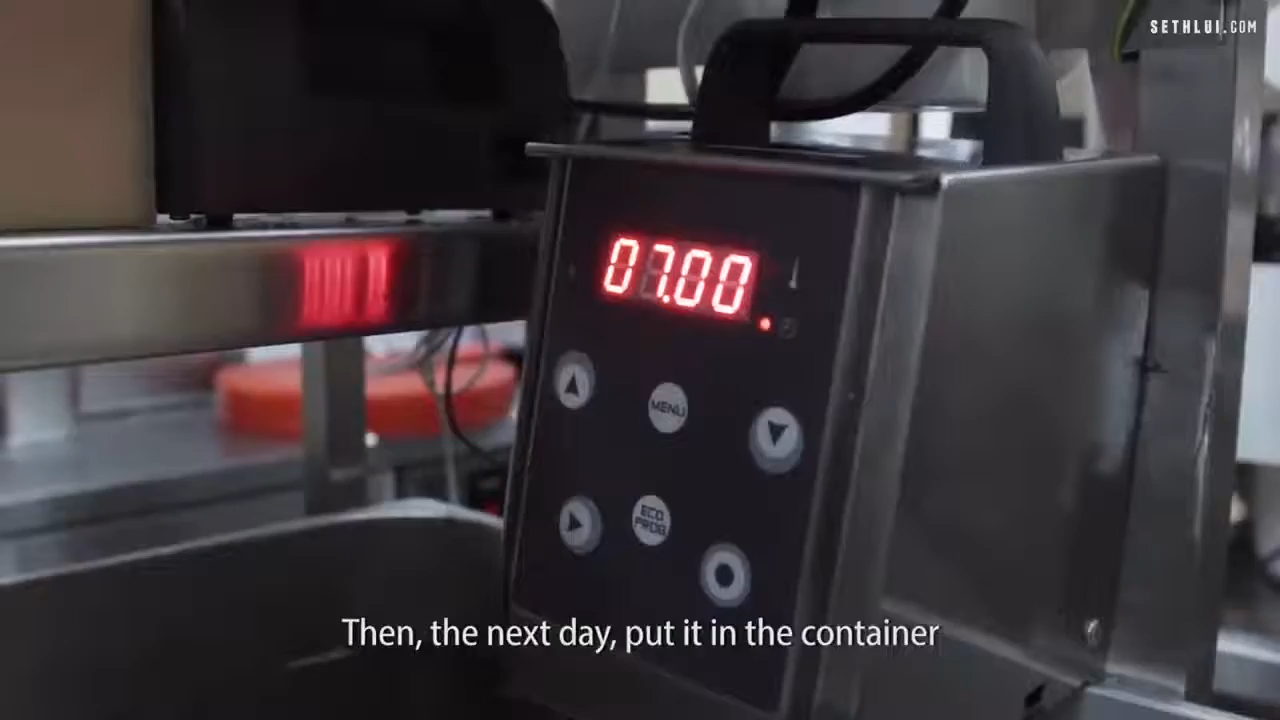 SETHLUI.COM
07.00
MENU
ECO
PROG.
Then, the next day, put it in the container